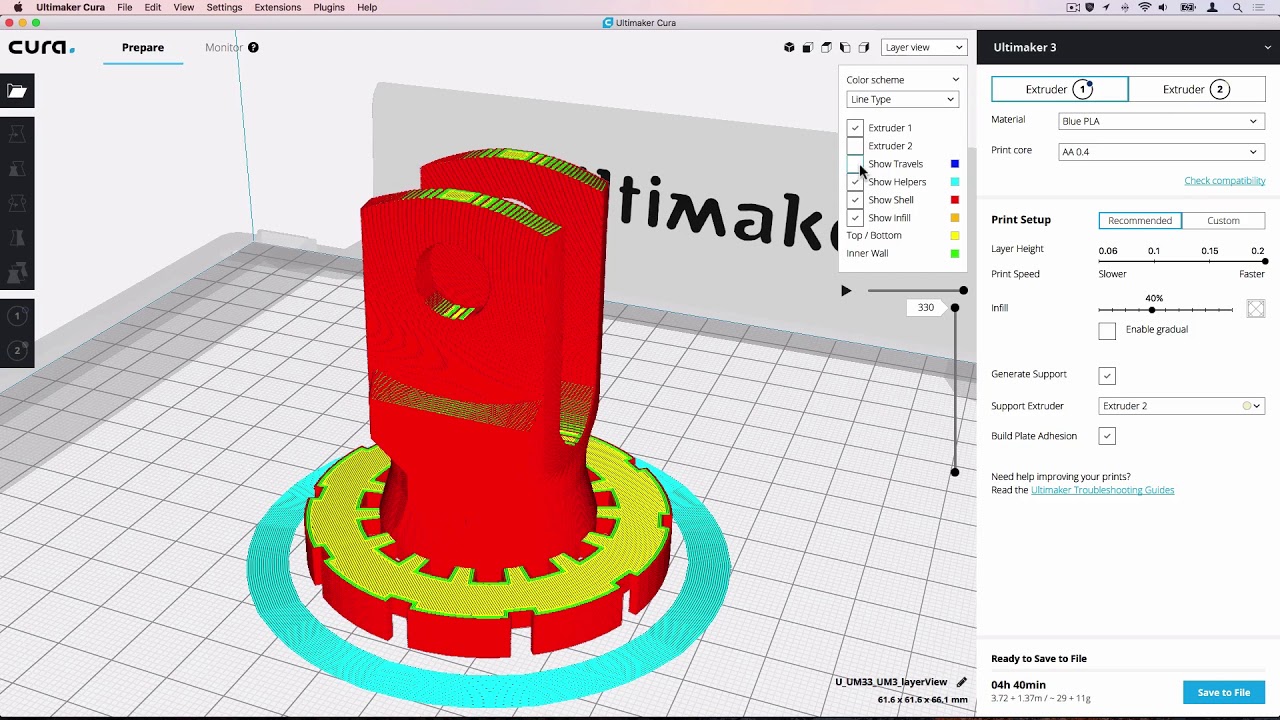 Ultimaker Cura File Edit View Settings Extensions Plugins Help
Ultimaker Cura
cura.
Prepare
Monitor ?
Layer view
Color scheme
Line Type
Extruder 1
Extruder 2
Show Travels
Show Helpers
Show Shell
Show Infill
Top / Bottom
Inner Wall
330
1
2
ltimak
U_UM33_UM3_layerView
61.6 x 61.6 x 66.1 mm
Ultimaker 3
Extruder 1
Extruder 2
Material Blue PLA
Print core AA 0.4
Check compatibility
Print Setup Recommended Custom
Layer Height 0.06 0.1 0.15 0.2
Print Speed Slower Faster
40%
Infill
Enable gradual
Generate Support
Support Extruder Extruder 2
Build Plate Adhesion
Need help improving your prints?
Read the Ultimaker Troubleshooting Guides
Ready to Save to File
04h 40min
3.72 + 1.37m / ~ 29 + 11g
Save to File